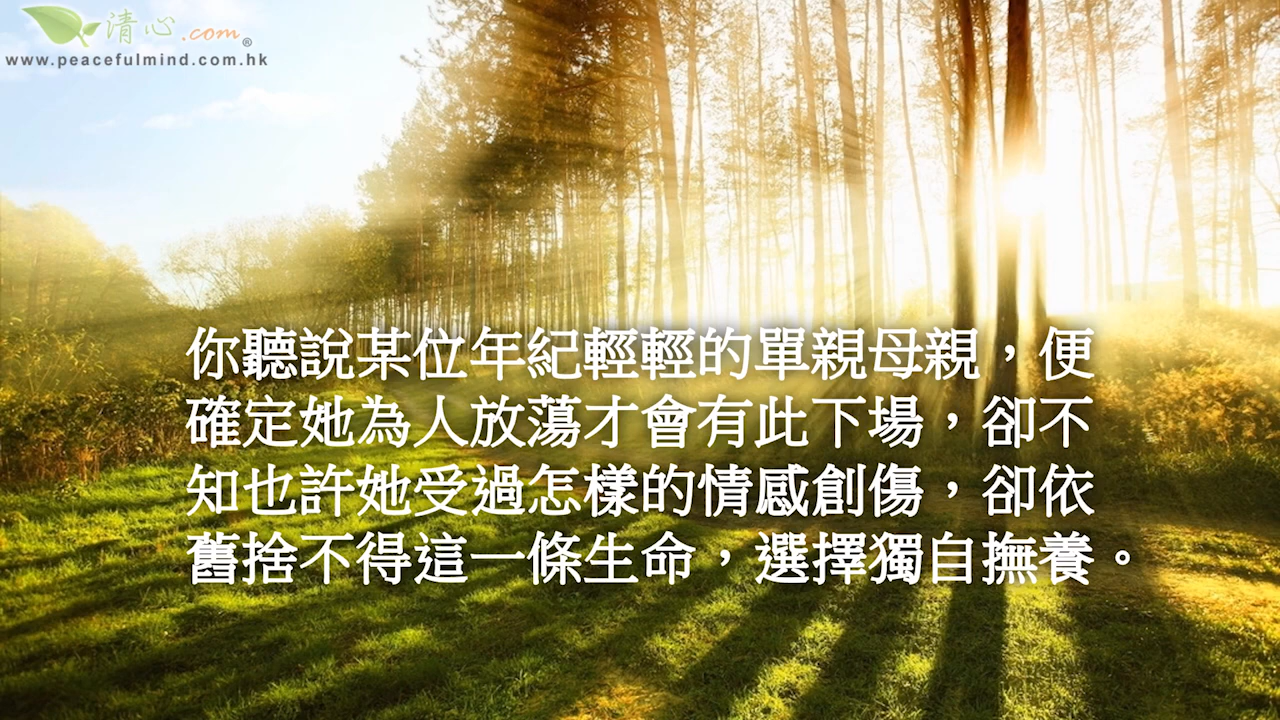 清心.com®
www.peacefulmind.com.hk
你聽說某位年紀輕輕的單親母親，便
確定她為人放蕩才會有此下場，卻不
知也許她受過怎樣的情感創傷，卻依
舊捨不得這一條生命，選擇獨自撫養。